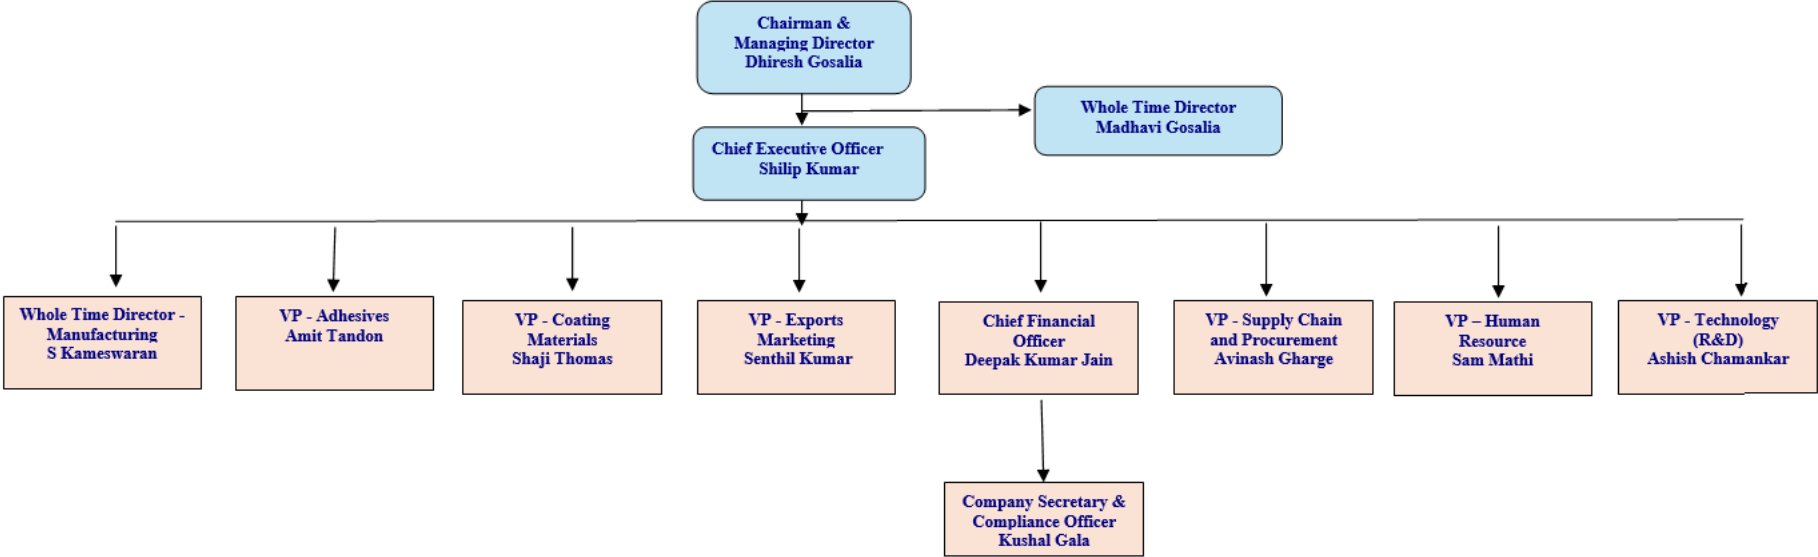 Chairman &
Managing Director
Dhiresh Gosalia
Whole Time Director
Madhavi Gosalia
Chief Executive Officer
Shilip Kumar
Whole Time Director -
Manufacturing
S Kameswaran
VP - Adhesives
Amit Tandon
VP - Coating
Materials
Shaji Thomas
VP - Exports
Marketing
Senthil Kumar
Chief Financial
Officer
Deepak Kumar Jain
VP - Supply Chain
and Procurement
Avinash Gharge
VP – Human
Resource
Sam Mathi
VP - Technology
(R&D)
Ashish Chamankar
Company Secretary &
Compliance Officer
Kushal Gala